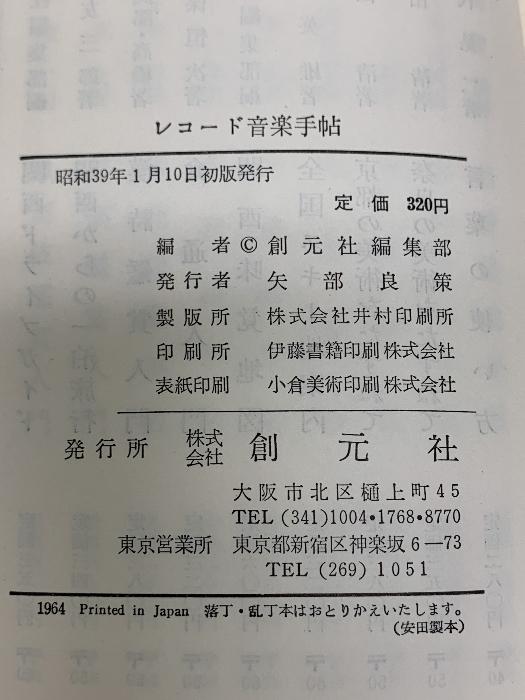 レコード音楽手帖
昭和39年1月10日初版発行
定価 320円
編者 © 創元社編集部
発行者 矢部良策
製版所 株式会社井村印刷所
印刷所 伊藤書籍印刷株式会社
表紙印刷 小倉美術印刷株式会社
発行所 株式会社 創元社
大阪市北区樋上町45
TEL (341)1004・1768・8770
東京営業所 東京都新宿区神楽坂6—73
TEL (269) 1051
1964 Printed in Japan 落丁・乱丁本はおとりかえいたします。
(安田製本)